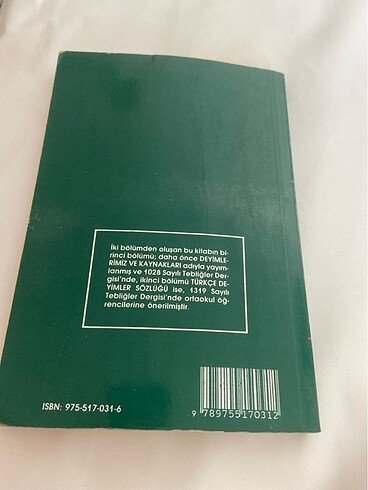 İki bölümden oluşan bu kitabın bi-
rinci bölümü; daha önce DEYİMLE-
RİMİZ VE KAYNAKLARI adıyla yayım-
lanmış ve 1028 Sayılı Tebliğler Der-
gisi'nde, ikinci bölümü TÜRKÇE DE-
YİMLER SÖZLÜĞÜ ise, 1319 Sayılı
Tebliğler Dergisi'nde ortaokul öğ-
rencilerine önerilmiştir.
ISBN: 975-517-031-6
9 789755 170312